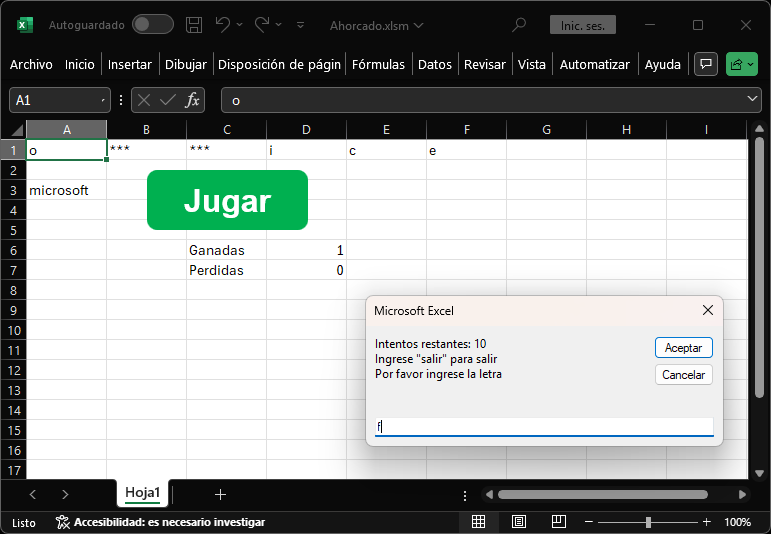 Autoguardado Ahorcado.xlsm Inic. ses.
Archivo Inicio Insertar Dibujar Disposición de págin Fórmulas Datos Revisar Vista Automatizar Ayuda
A1 fx o
A B C D E F G H I
1 o *** *** i c e
2
3 microsoft
Jugar
4
5
6 Ganadas 1
7 Perdidas 0
8
9
10
11
12
13
14
15
16
17
Microsoft Excel
Intentos restantes: 10
Aceptar
Ingrese "salir" para salir
Por favor ingrese la letra
Cancelar
f
Hoja1
Listo Accesibilidad: es necesario investigar 100%